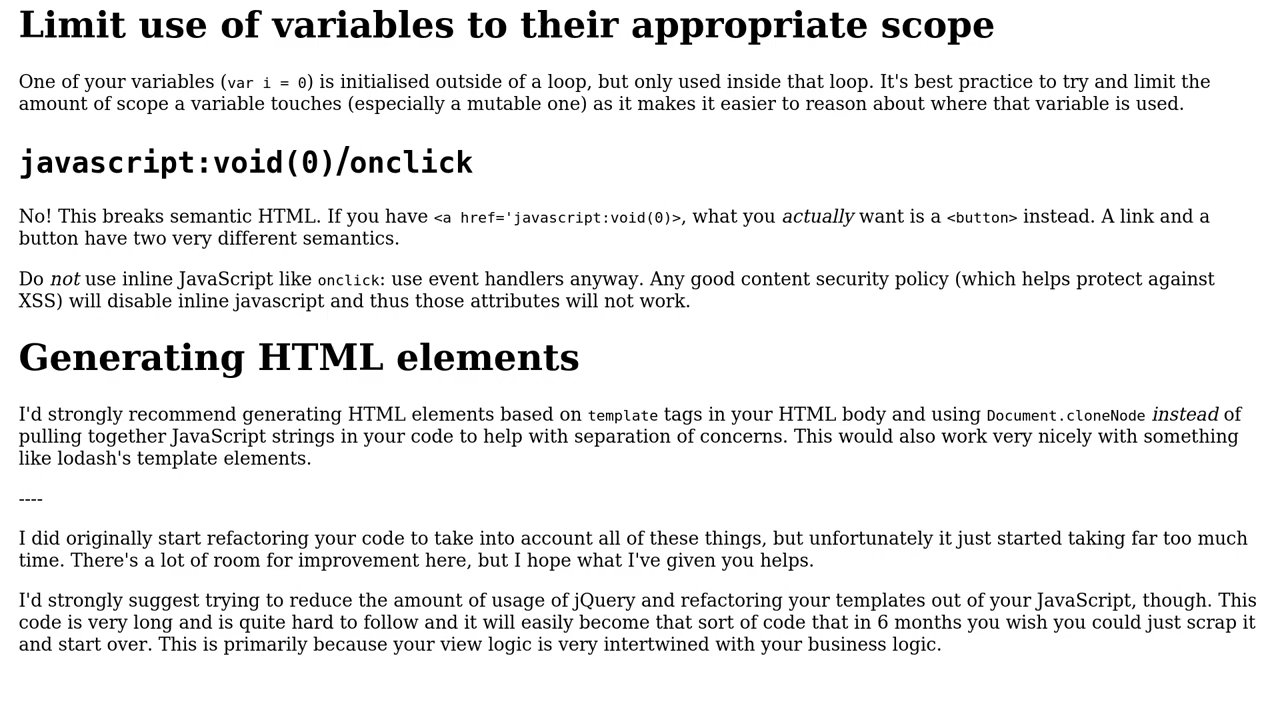 Limit use of variables to their appropriate scope
One of your variables (var i = 0) is initialised outside of a loop, but only used inside that loop. It's best practice to try and limit the
amount of scope a variable touches (especially a mutable one) as it makes it easier to reason about where that variable is used.
javascript:void(0)/onclick
No! This breaks semantic HTML. If you have <a href='javascript:void(0)>, what you actually want is a <button> instead. A link and a
button have two very different semantics.
Do not use inline JavaScript like onclick: use event handlers anyway. Any good content security policy (which helps protect against
XSS) will disable inline javascript and thus those attributes will not work.
Generating HTML elements
I'd strongly recommend generating HTML elements based on template tags in your HTML body and using Document.cloneNode instead of
pulling together JavaScript strings in your code to help with separation of concerns. This would also work very nicely with something
like lodash's template elements.
----
I did originally start refactoring your code to take into account all of these things, but unfortunately it just started taking far too much
time. There's a lot of room for improvement here, but I hope what I've given you helps.
I'd strongly suggest trying to reduce the amount of usage of jQuery and refactoring your templates out of your JavaScript, though. This
code is very long and is quite hard to follow and it will easily become that sort of code that in 6 months you wish you could just scrap it
and start over. This is primarily because your view logic is very intertwined with your business logic.